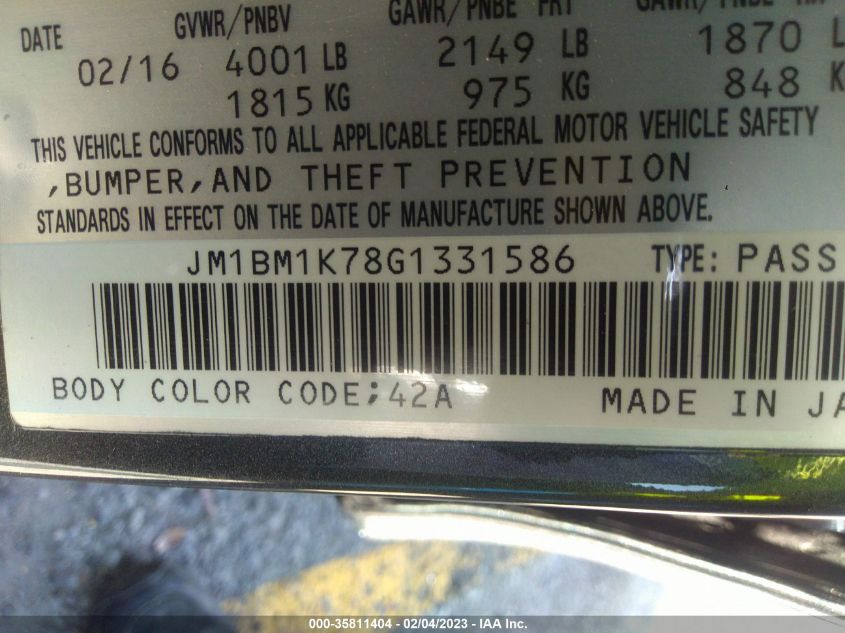 DATE GVWR/PNBV GAWR/PNBE FRT GAWR/PNBE
02/16 4001 LB 2149 LB 1870 L
1815 KG 975 KG 848 K
THIS VEHICLE CONFORMS TO ALL APPLICABLE FEDERAL MOTOR VEHICLE SAFETY
,BUMPER,AND THEFT PREVENTION
STANDARDS IN EFFECT ON THE DATE OF MANUFACTURE SHOWN ABOVE.
JM1BM1K78G1331586 TYPE: PASS
BODY COLOR CODE;42A MADE IN JA
000-35811404 - 02/04/2023 - IAA Inc.